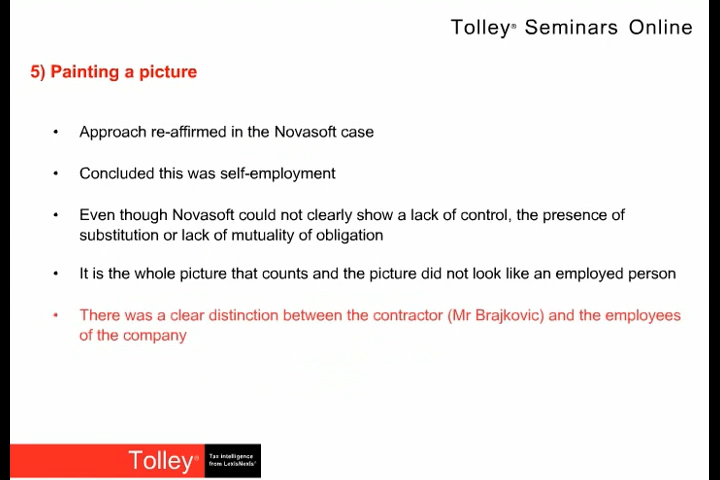 Tolley® Seminars Online
5) Painting a picture
• Approach re-affirmed in the Novasoft case
• Concluded this was self-employment
• Even though Novasoft could not clearly show a lack of control, the presence of
substitution or lack of mutuality of obligation
• It is the whole picture that counts and the picture did not look like an employed person
• There was a clear distinction between the contractor (Mr Brajkovic) and the employees
of the company
Tolley®
Tax intelligence
from LexisNexis®